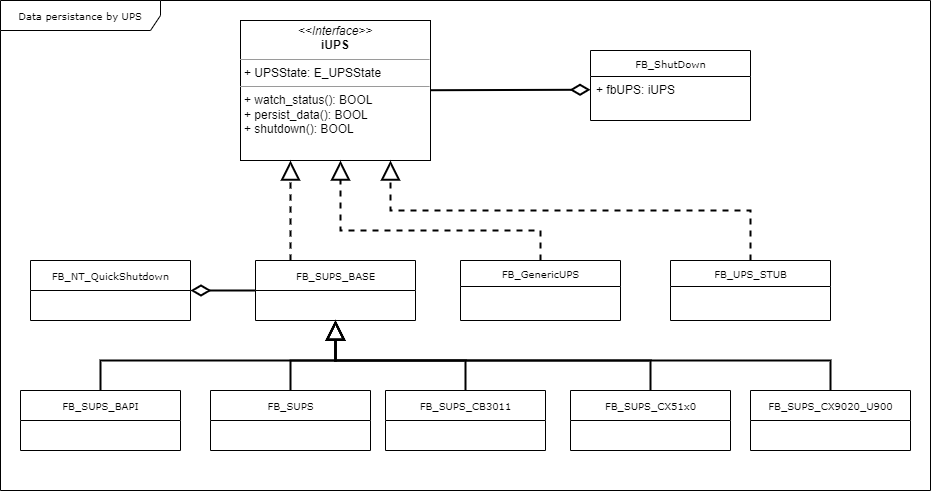 Data persistance by UPS
<<Interface>>
iUPS
+ UPSState: E_UPSState
+ watch_status(): BOOL
+ persist_data(): BOOL
+ shutdown(): BOOL
FB_ShutDown
+ fbUPS: iUPS
FB_NT_QuickShutdown
FB_SUPS_BASE
FB_GenericUPS
FB_UPS_STUB
FB_SUPS_BAPI
FB_SUPS
FB_SUPS_CB3011
FB_SUPS_CX51x0
FB_SUPS_CX9020_U900